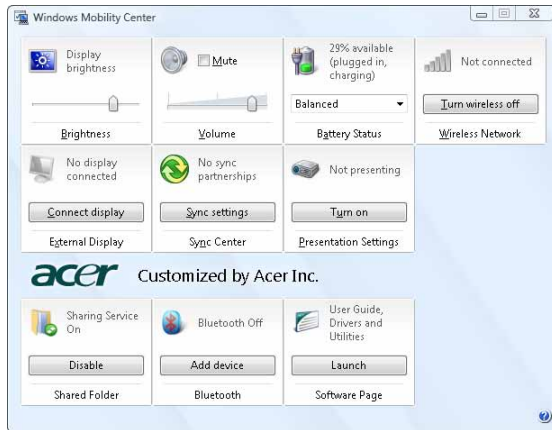 Windows Mobility Center
Display
brightness
Brightness
Mute
Volume
29% available
(plugged in,
charging)
Balanced
Battery Status
Not connected
Turn wireless off
Wireless Network
No display
connected
Connect display
External Display
No sync
partnerships
Sync settings
Sync Center
Not presenting
Turn on
Presentation Settings
acer Customized by Acer Inc.
Sharing Service
On
Disable
Shared Folder
Bluetooth Off
Add device
Bluetooth
User Guide,
Drivers and
Utilities
Launch
Software Page